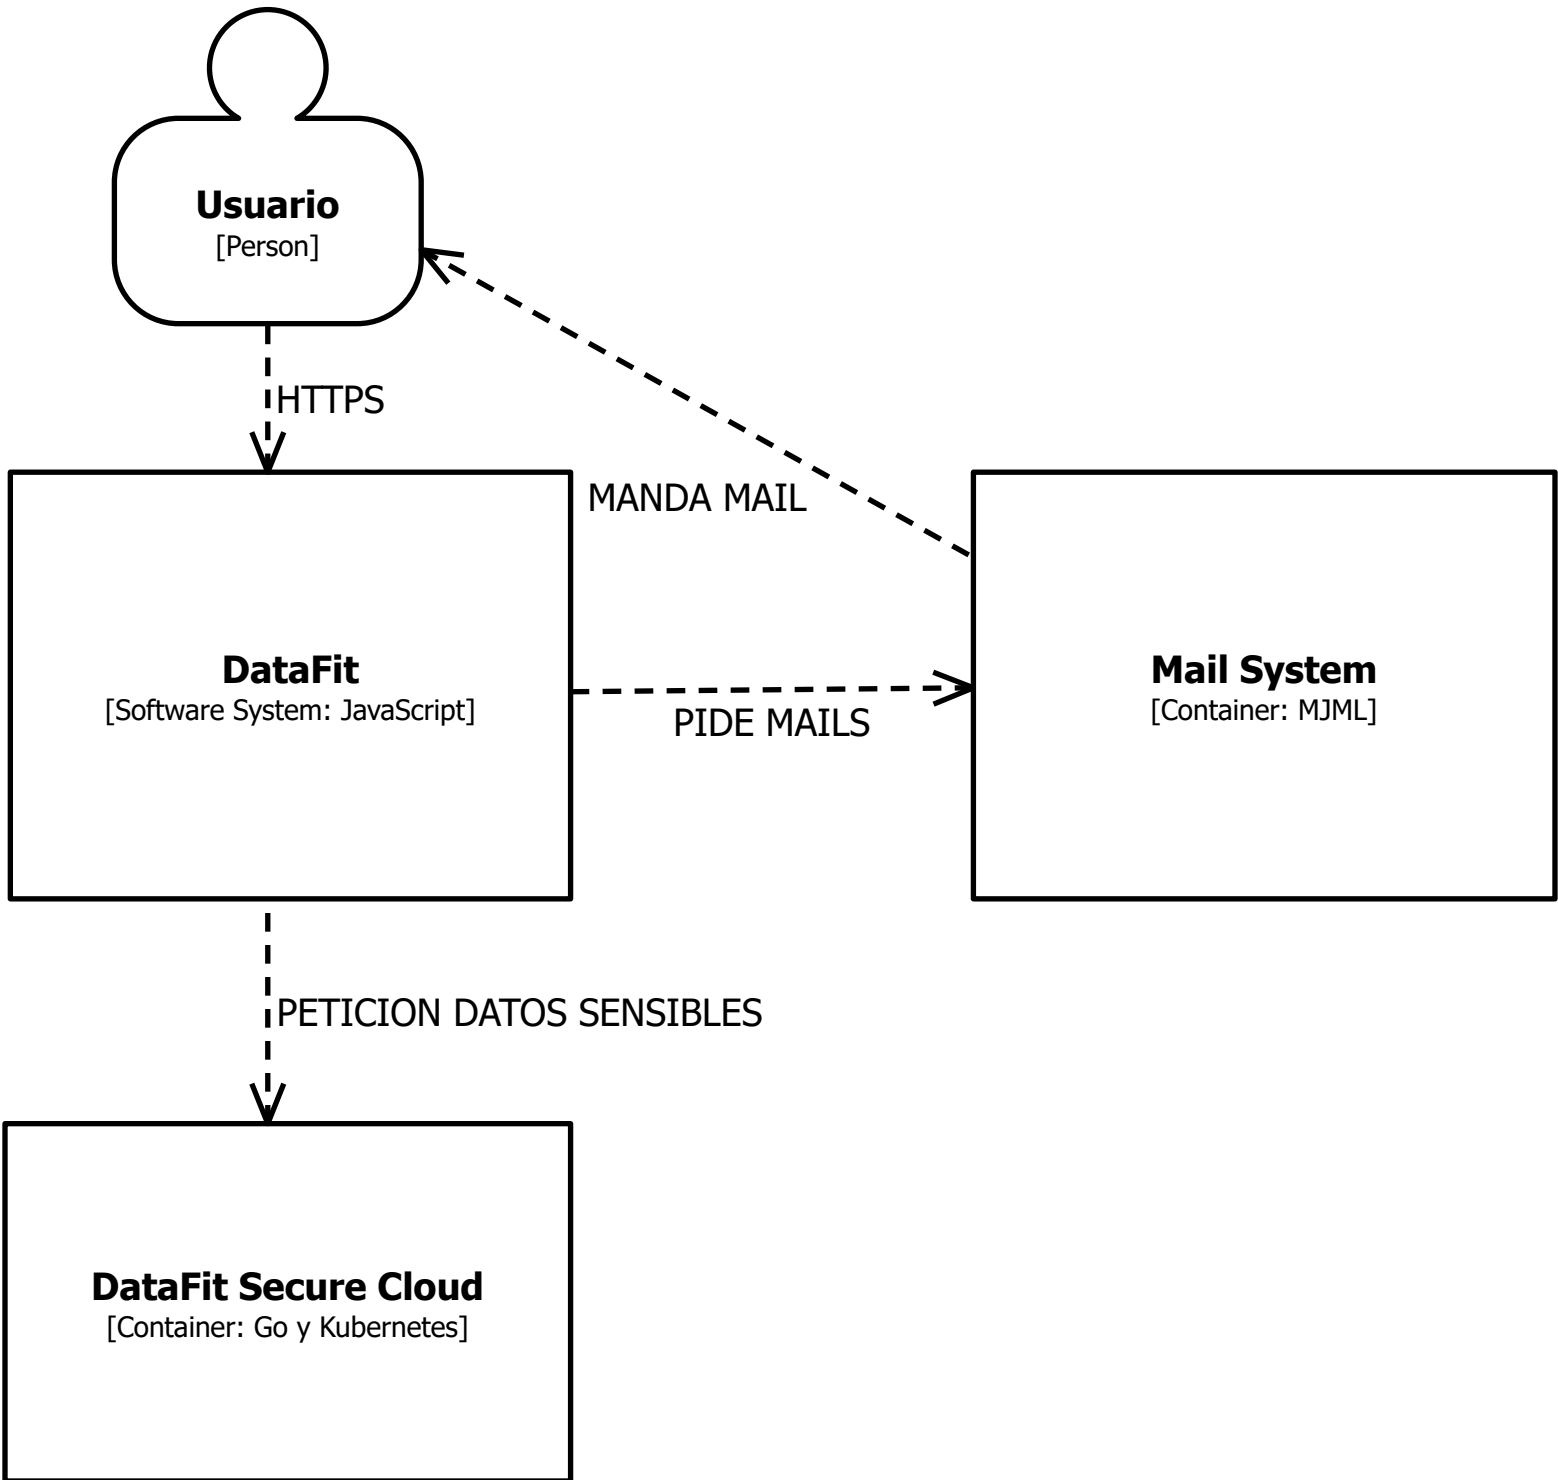 Usuario
[Person]
HTTPS
MANDA MAIL
DataFit
[Software System: JavaScript]
PIDE MAILS
Mail System
[Container: MJML]
PETICION DATOS SENSIBLES
DataFit Secure Cloud
[Container: Go y Kubernetes]